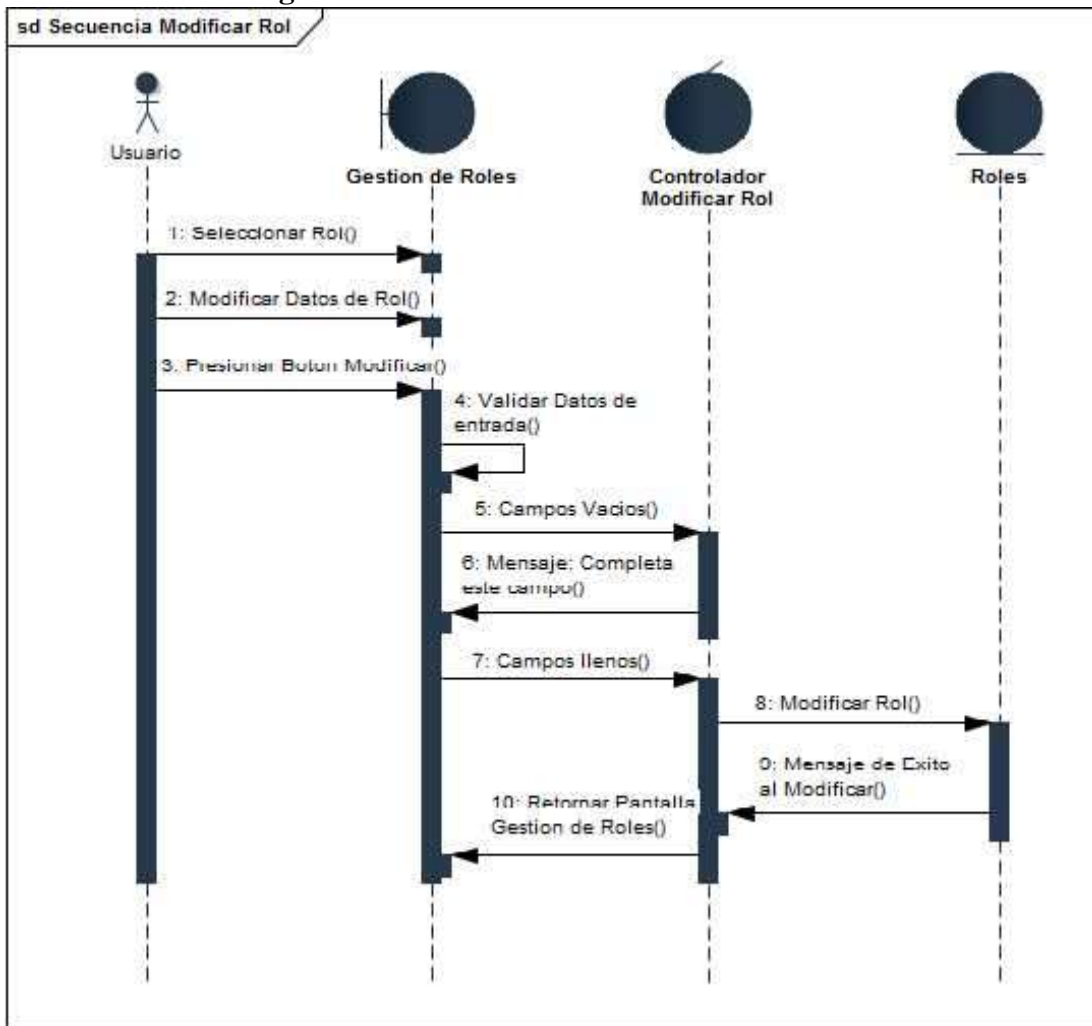 sd Secuencia Modificar Rol
Usuario
Gestion de Roles
Controlador
Modificar Rol
Roles
1: Seleccionar Rol()
2: Modificar Datos de Rol()
3: Presionar Boton Modificar()
4: Validar Datos de
entrada()
5: Campos Vacios()
6: Mensaje: Completa
este campo()
7: Campos llenos()
8: Modificar Rol()
9: Mensaje de Exito
al Modificar()
10: Retornar Pantalla
Gestion de Roles()